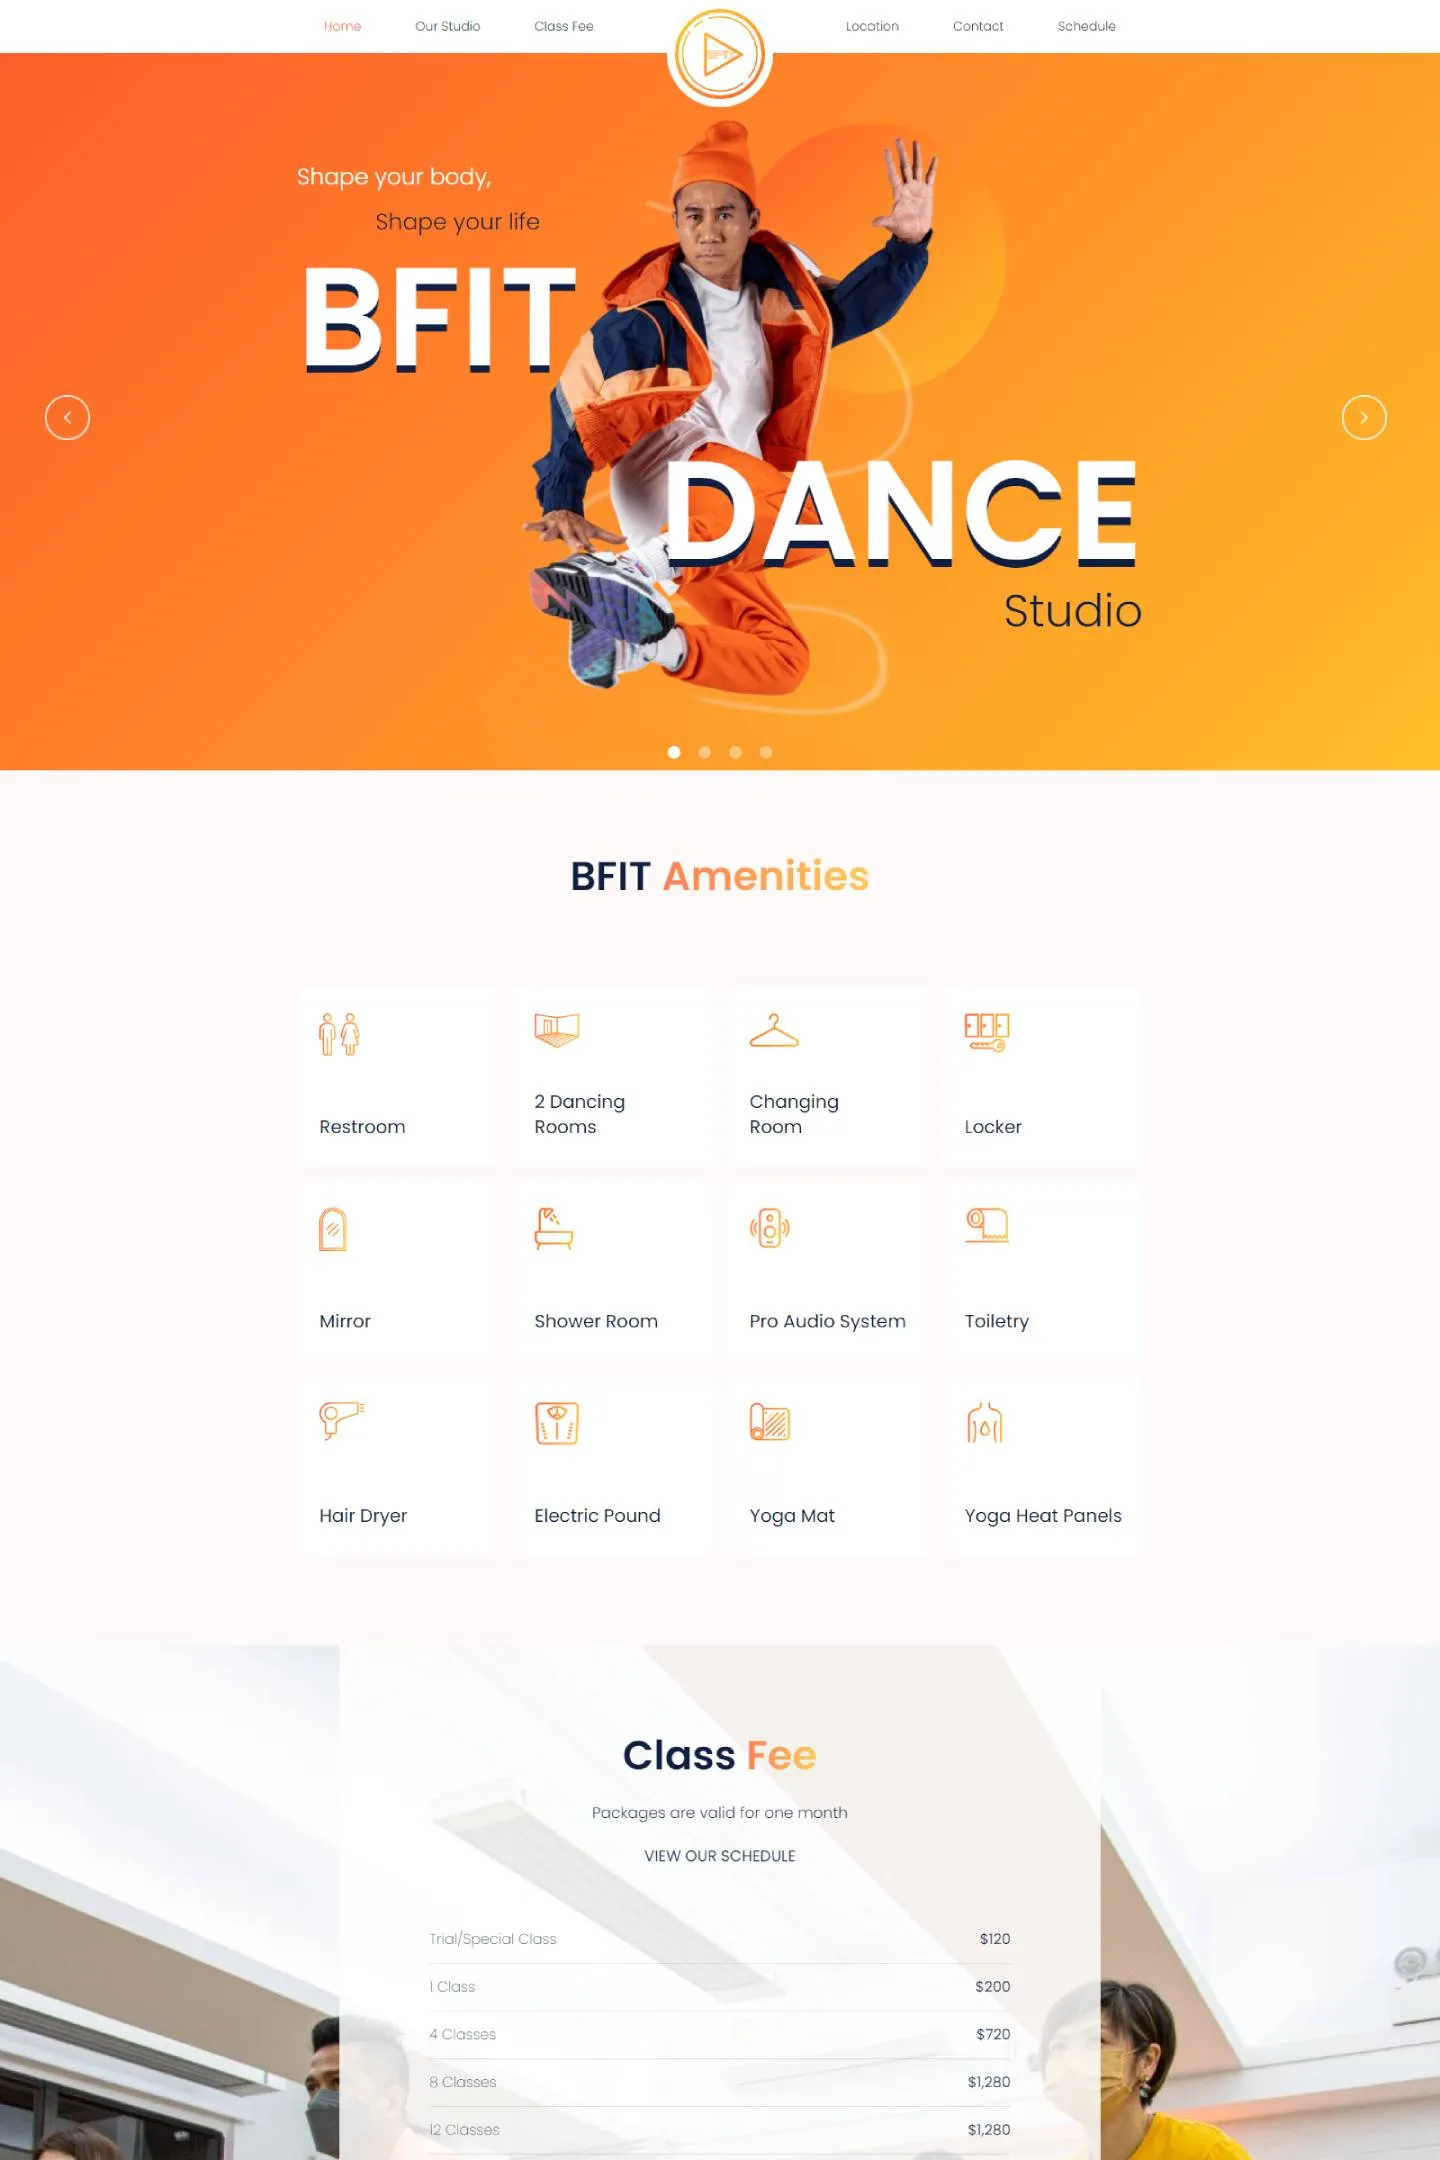 Home
Our Studio
Class Fee
BFIT
Location
Contact
Schedule
Shape your body,
Shape your life
BFIT
DANCE
Studio
BFIT Amenities
Restroom
2 Dancing
Rooms
Changing
Room
Locker
Mirror
Shower Room
Pro Audio System
Toiletry
Hair Dryer
Electric Pound
Yoga Mat
Yoga Heat Panels
Class Fee
Packages are valid for one month
VIEW OUR SCHEDULE
Trial/Special Class $120
1 Class $200
4 Classes $720
8 Classes $1,280
12 Classes $1,280